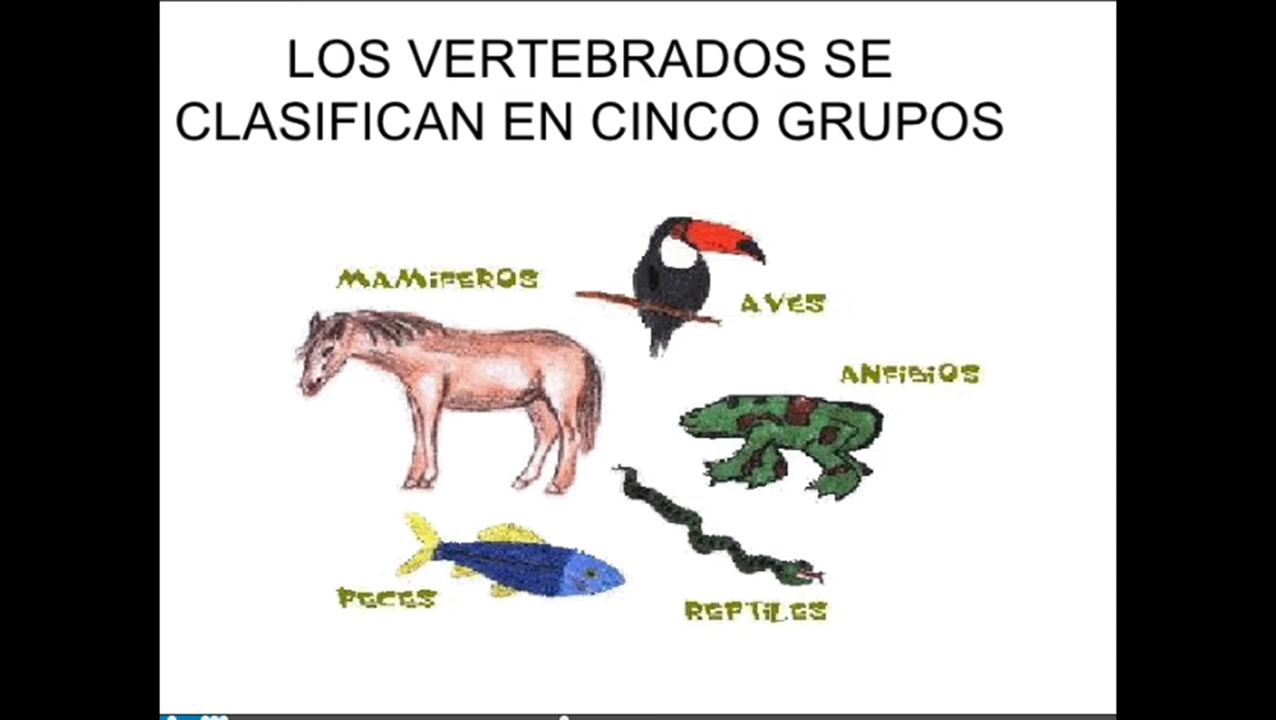 LOS VERTEBRADOS SE
CLASIFICAN EN CINCO GRUPOS
MAMiFEROS
AVES
ANFiBiOS
PECES
REPTiLES